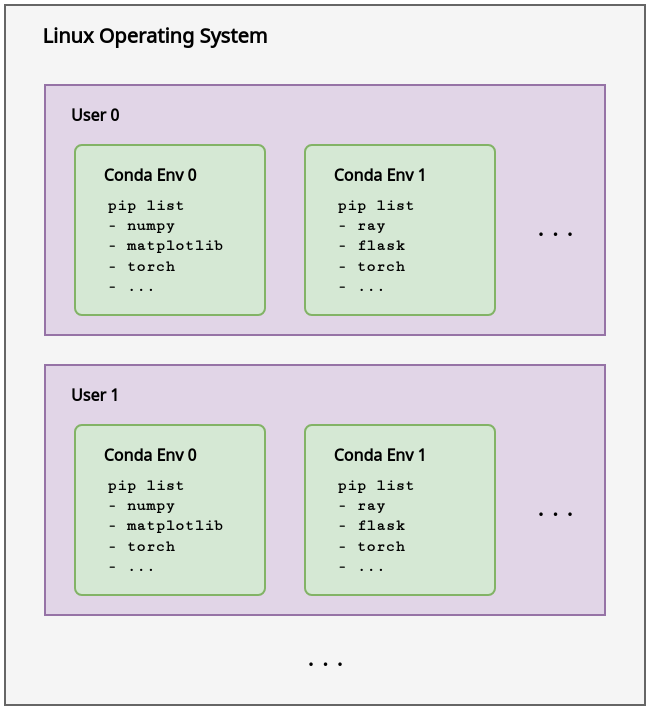 Linux Operating System
User 0
Conda Env 0
pip list
- numpy
- matplotlib
- torch
- ...
Conda Env 1
pip list
- ray
- flask
- torch
- ...
. . .
User 1
Conda Env 0
pip list
- numpy
- matplotlib
- torch
- ...
Conda Env 1
pip list
- ray
- flask
- torch
- ...
. . .
. . .